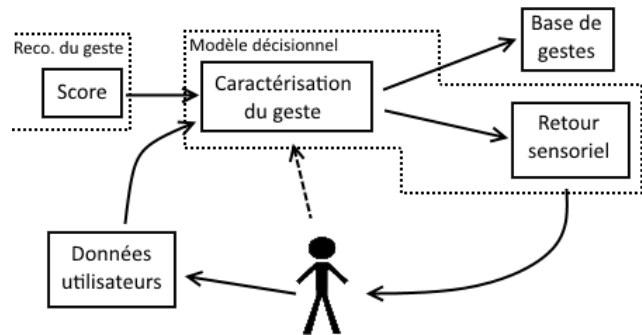 Reco. du geste
Score
Modèle décisionnel
Caractérisation
du geste
Base de
gestes
Retour
sensoriel
Données
utilisateurs